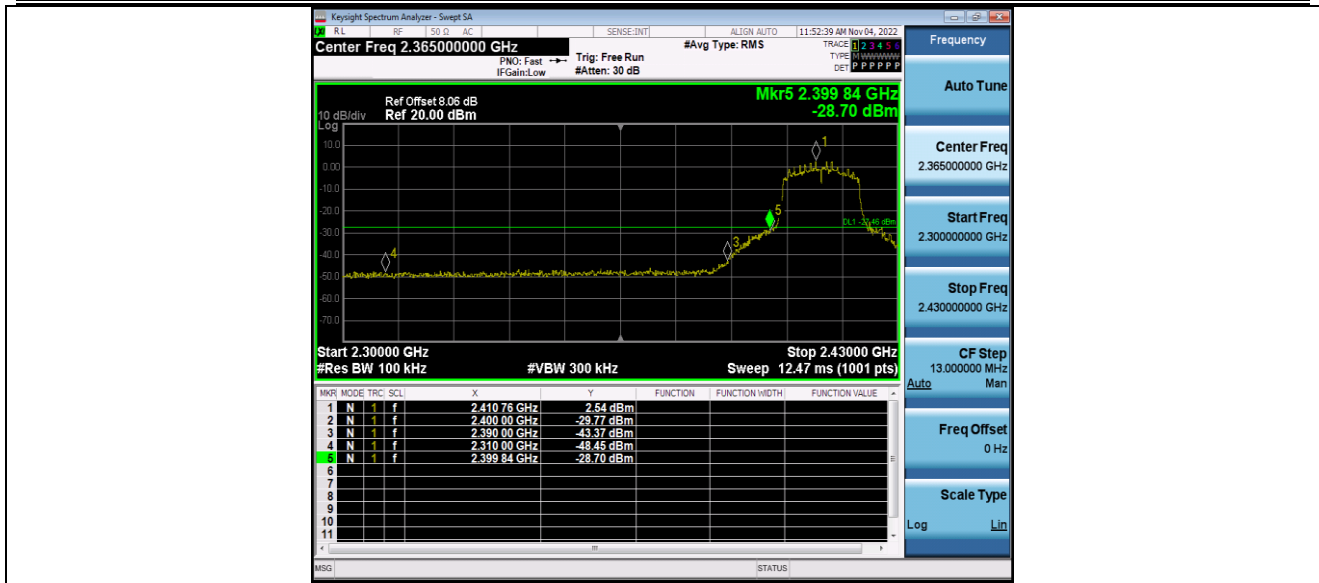 Keysight Spectrum Analyzer - Swept SA
RL RF 50 Ω AC SENSE:INT ALIGN AUTO 11:52:39 AM Nov 04, 2022
Center Freq 2.365000000 GHz
PNO: Fast
IFGain:Low
Trig: Free Run
#Atten: 30 dB
#Avg Type: RMS
TRACE 1 2 3 4 5 6
TYPE M WWWWW
DET P P P P P P
Ref Offset 8.06 dB
Ref 20.00 dBm
10 dB/div
Log
Mkr5 2.399 84 GHz
-28.70 dBm
10.0
0.00
-10.0
-20.0
-30.0
-40.0
-50.0
-60.0
-70.0
1
5
DL1 -27.46 dBm
3
4
Start 2.30000 GHz Stop 2.43000 GHz
#Res BW 100 kHz #VBW 300 kHz Sweep 12.47 ms (1001 pts)
MKR MODE TRC SCL X Y FUNCTION FUNCTION WIDTH FUNCTION VALUE
1 N 1 f 2.410 76 GHz 2.54 dBm
2 N 1 f 2.400 00 GHz -29.77 dBm
3 N 1 f 2.390 00 GHz -43.37 dBm
4 N 1 f 2.310 00 GHz -48.45 dBm
5 N 1 f 2.399 84 GHz -28.70 dBm
6
7
8
9
10
11
MSG STATUS
Frequency
Auto Tune
Center Freq
2.365000000 GHz
Start Freq
2.300000000 GHz
Stop Freq
2.430000000 GHz
CF Step
13.000000 MHz
Auto Man
Freq Offset
0 Hz
Scale Type
Log Lin